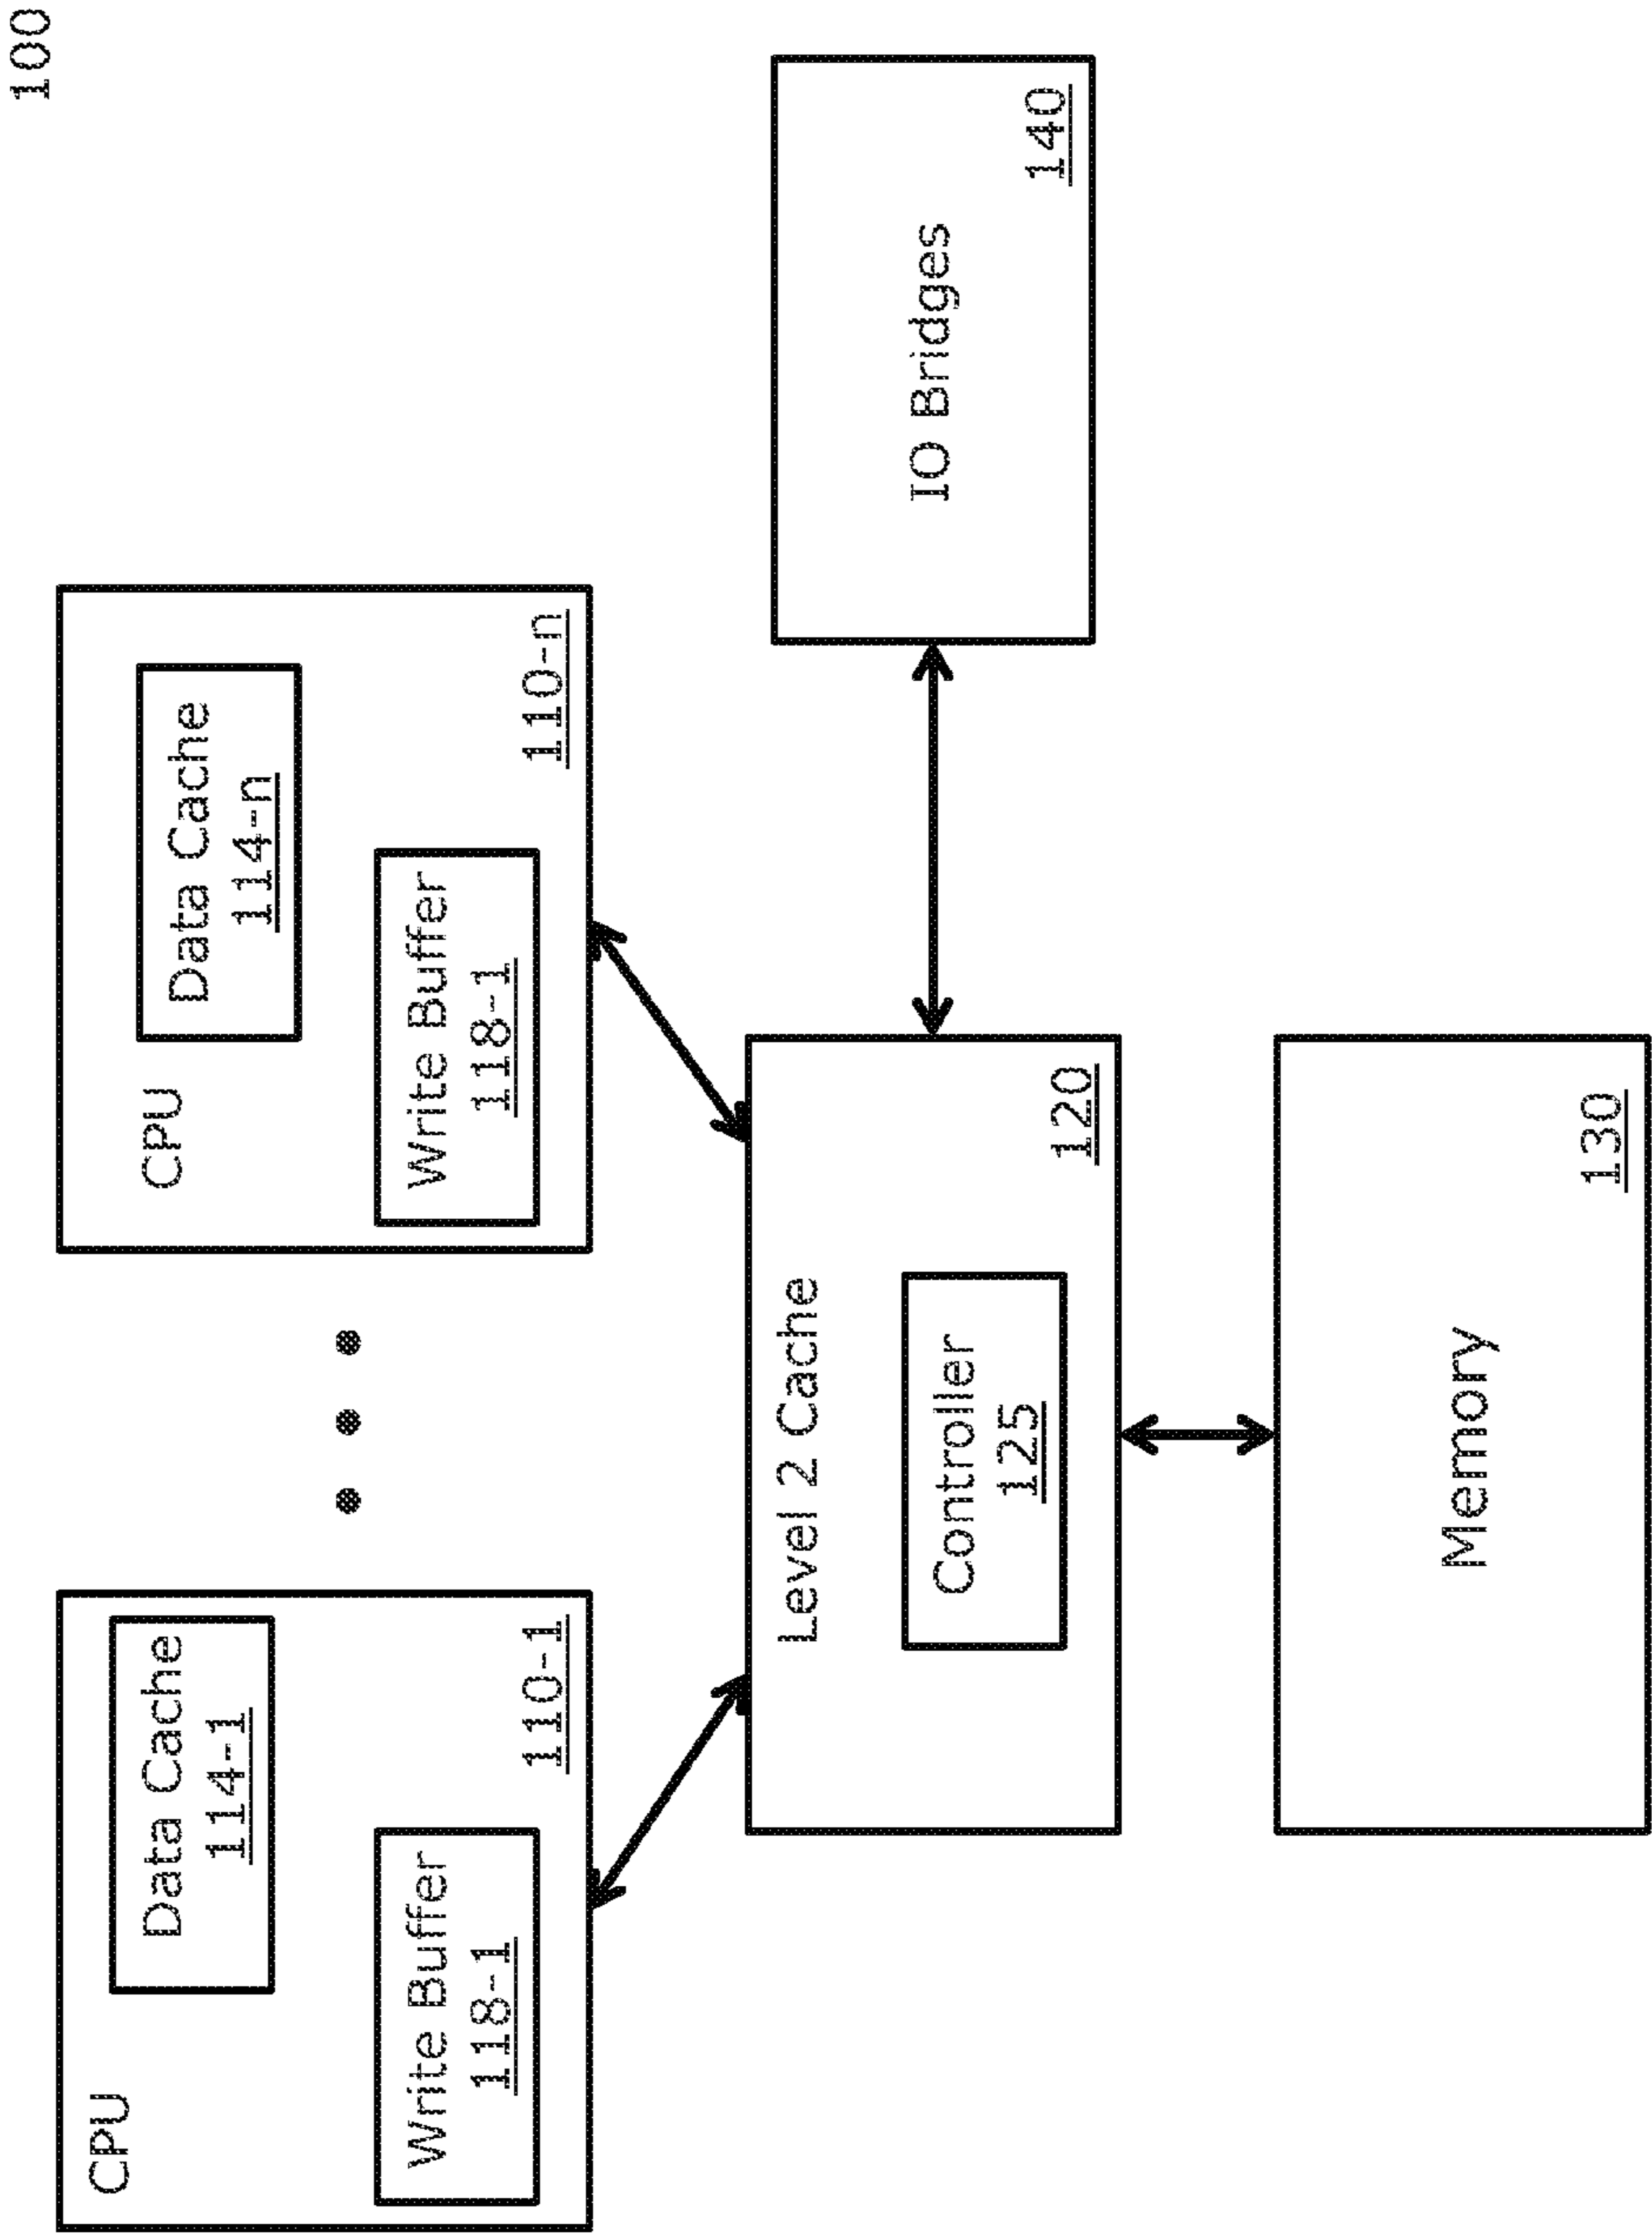 100
CPU
Data Cache
114-1
Write Buffer
118-1
110-1
CPU
Data Cache
114-n
Write Buffer
118-1
110-n
Level 2 Cache
Controller
125
120
IO Bridges
140
Memory
130